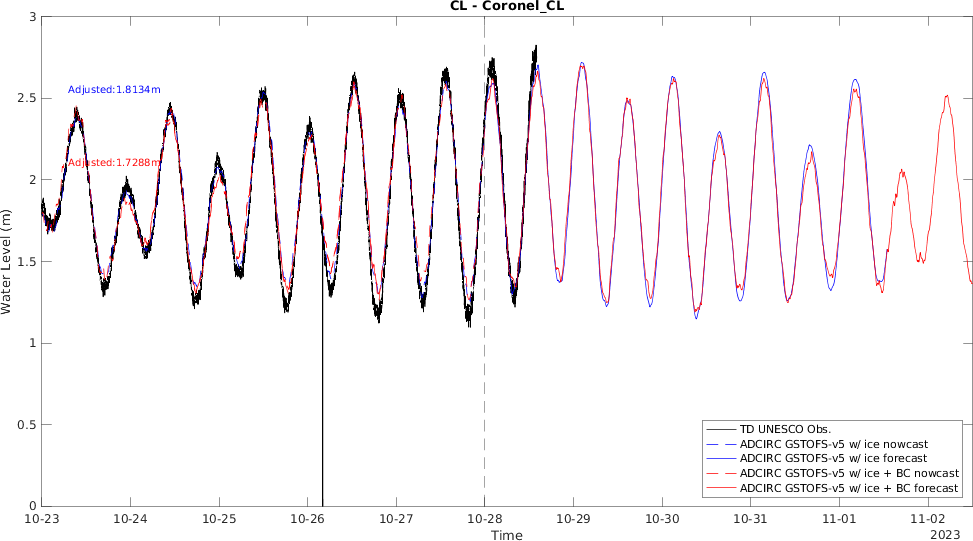 CL - Coronel_CL
3
2.5
2
1.5
1
0.5
0
Water Level (m)
Adjusted:1.8134m
Adjusted:1.7288m
TD UNESCO Obs.
ADCIRC GSTOFS-v5 w/ ice nowcast
ADCIRC GSTOFS-v5 w/ ice forecast
ADCIRC GSTOFS-v5 w/ ice + BC nowcast
ADCIRC GSTOFS-v5 w/ ice + BC forecast
10-23 10-24 10-25 10-26 10-27 10-28 10-29 10-30 10-31 11-01 11-02
Time
2023